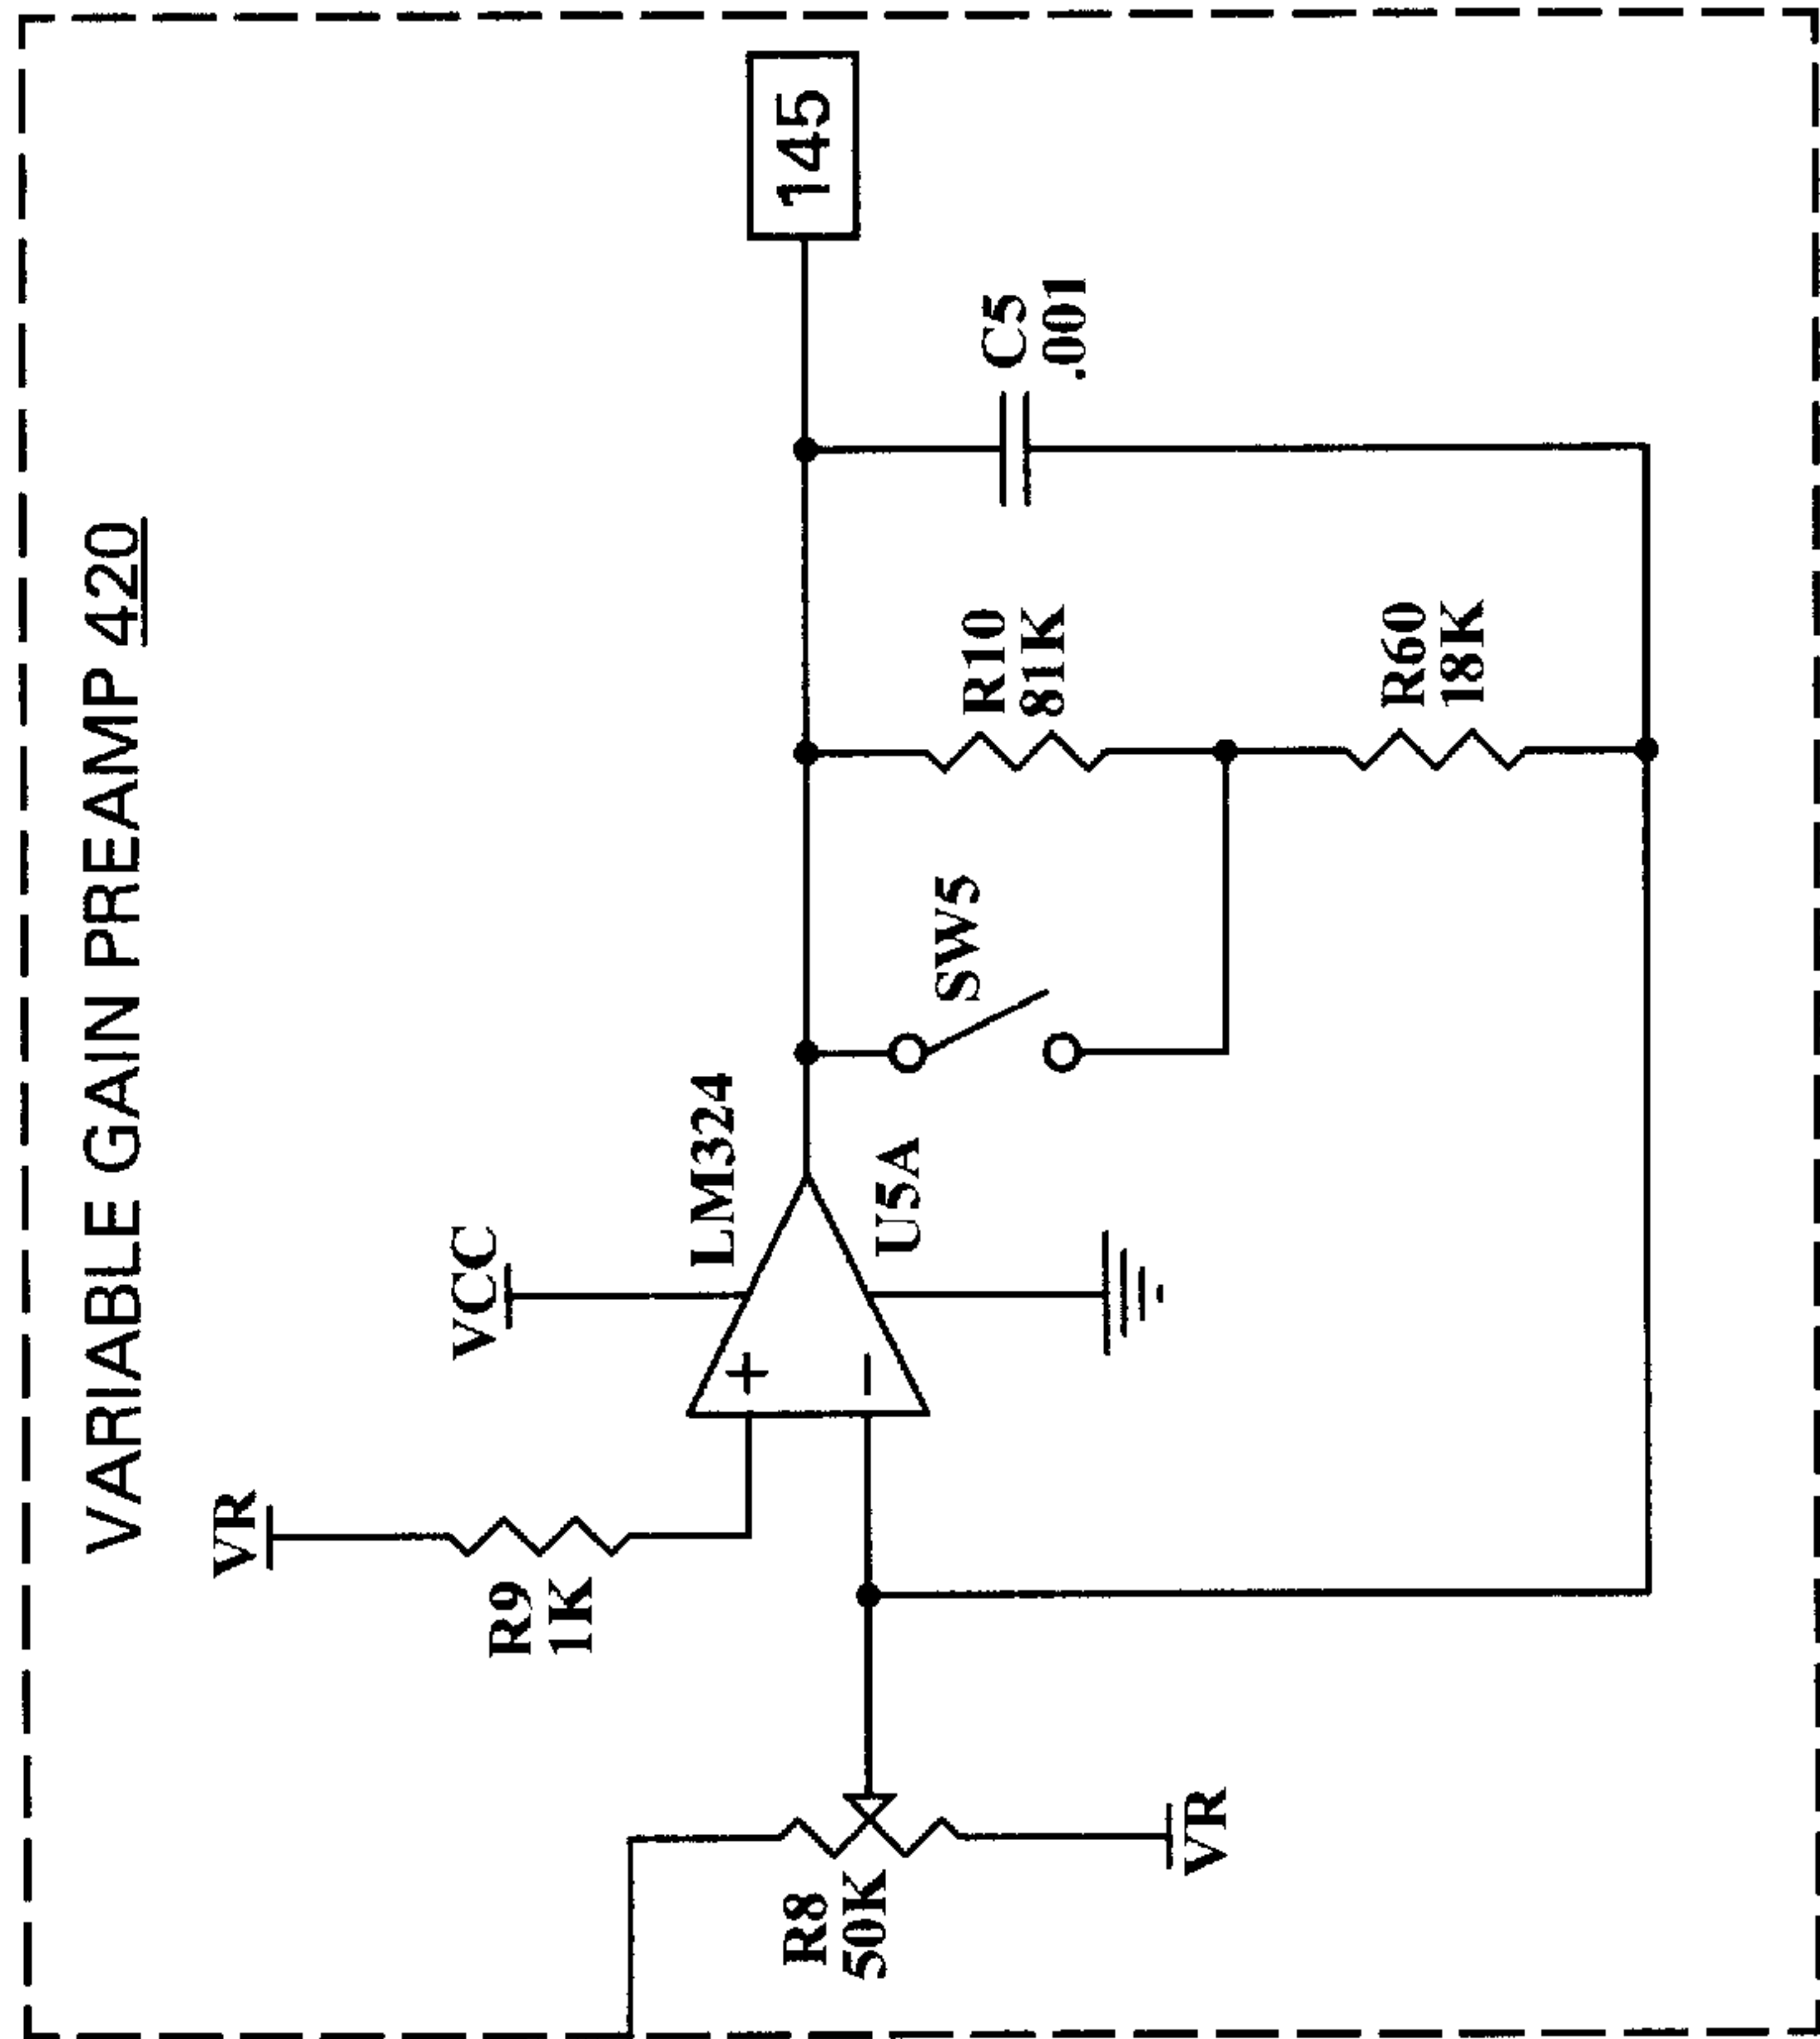 VARIABLE GAIN PREAMP 420
VR
R9
1K
VCC
LM324
+
−
U5A
SW5
R10
81K
R60
18K
C5
.001
145
R8
50K
VR